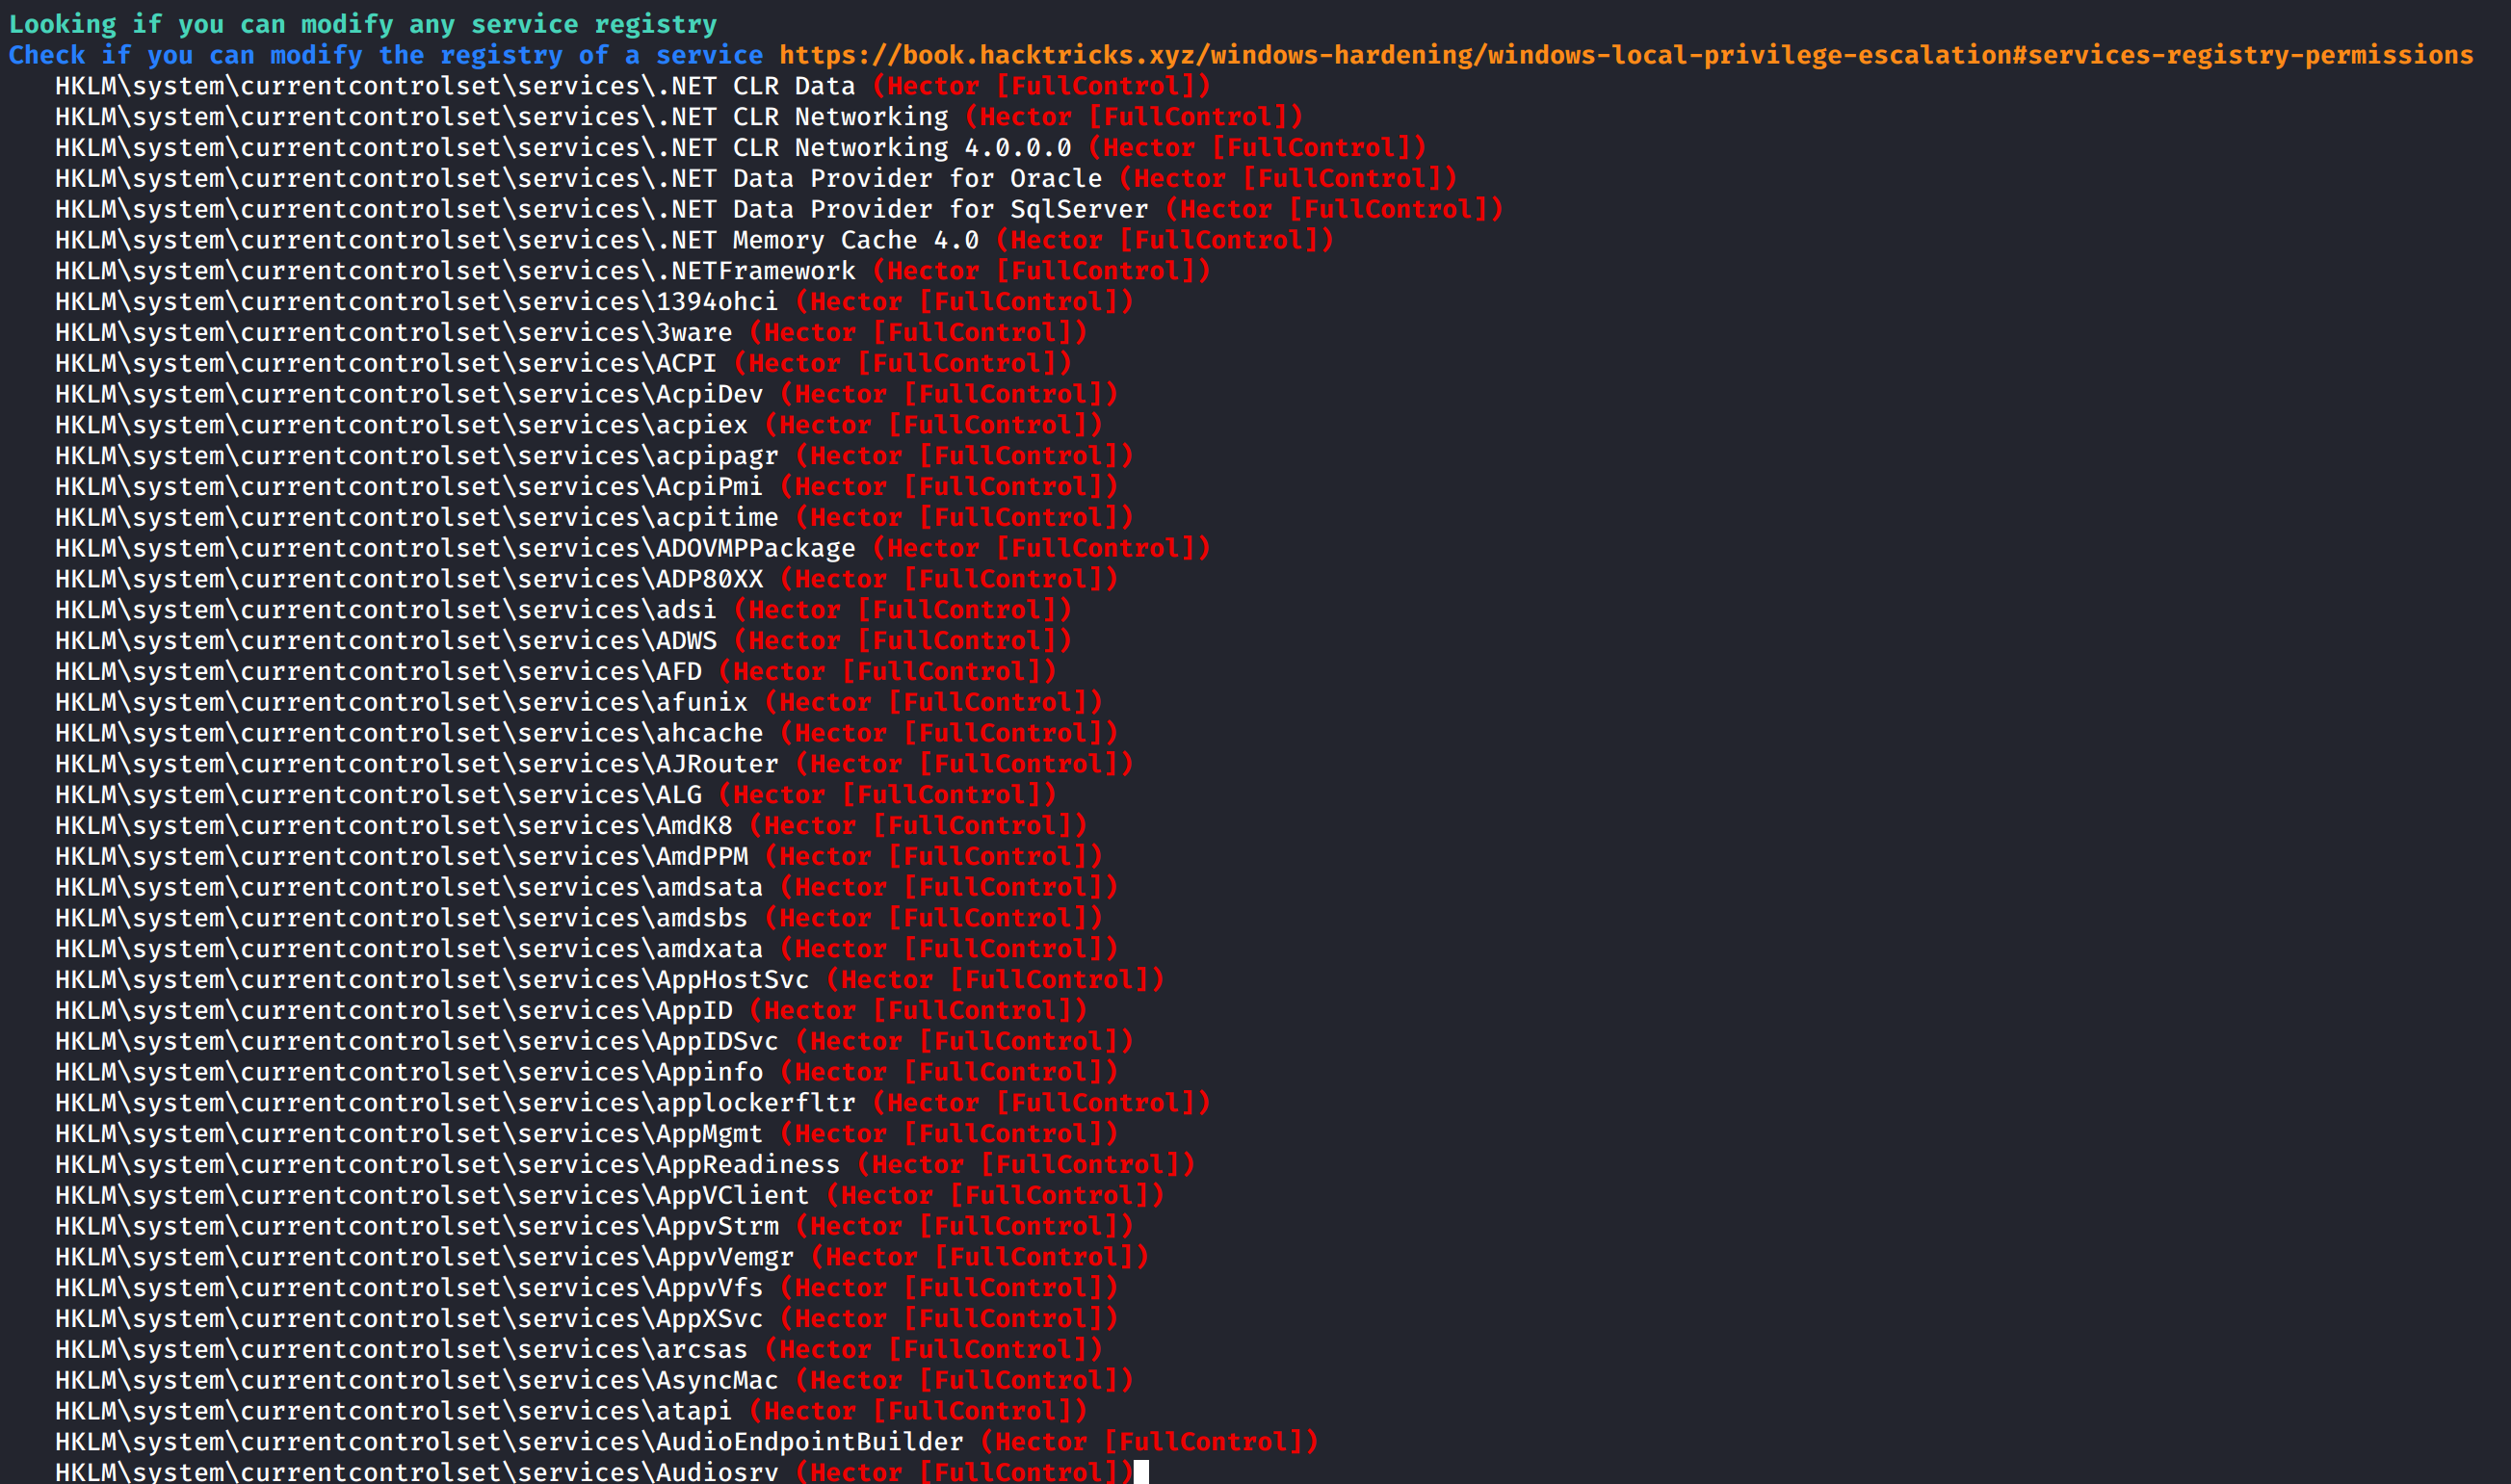 Looking if you can modify any service registry
Check if you can modify the registry of a service https://book.hacktricks.xyz/windows-hardening/windows-local-privilege-escalation#services-registry-permissions
HKLM\system\currentcontrolset\services\.NET CLR Data (Hector [FullControl])
HKLM\system\currentcontrolset\services\.NET CLR Networking (Hector [FullControl])
HKLM\system\currentcontrolset\services\.NET CLR Networking 4.0.0.0 (Hector [FullControl])
HKLM\system\currentcontrolset\services\.NET Data Provider for Oracle (Hector [FullControl])
HKLM\system\currentcontrolset\services\.NET Data Provider for SqlServer (Hector [FullControl])
HKLM\system\currentcontrolset\services\.NET Memory Cache 4.0 (Hector [FullControl])
HKLM\system\currentcontrolset\services\.NETFramework (Hector [FullControl])
HKLM\system\currentcontrolset\services\1394ohci (Hector [FullControl])
HKLM\system\currentcontrolset\services\3ware (Hector [FullControl])
HKLM\system\currentcontrolset\services\ACPI (Hector [FullControl])
HKLM\system\currentcontrolset\services\AcpiDev (Hector [FullControl])
HKLM\system\currentcontrolset\services\acpiex (Hector [FullControl])
HKLM\system\currentcontrolset\services\acpipagr (Hector [FullControl])
HKLM\system\currentcontrolset\services\AcpiPmi (Hector [FullControl])
HKLM\system\currentcontrolset\services\acpitime (Hector [FullControl])
HKLM\system\currentcontrolset\services\ADOVMPPackage (Hector [FullControl])
HKLM\system\currentcontrolset\services\ADP80XX (Hector [FullControl])
HKLM\system\currentcontrolset\services\adsi (Hector [FullControl])
HKLM\system\currentcontrolset\services\ADWS (Hector [FullControl])
HKLM\system\currentcontrolset\services\AFD (Hector [FullControl])
HKLM\system\currentcontrolset\services\afunix (Hector [FullControl])
HKLM\system\currentcontrolset\services\ahcache (Hector [FullControl])
HKLM\system\currentcontrolset\services\AJRouter (Hector [FullControl])
HKLM\system\currentcontrolset\services\ALG (Hector [FullControl])
HKLM\system\currentcontrolset\services\AmdK8 (Hector [FullControl])
HKLM\system\currentcontrolset\services\AmdPPM (Hector [FullControl])
HKLM\system\currentcontrolset\services\amdsata (Hector [FullControl])
HKLM\system\currentcontrolset\services\amdsbs (Hector [FullControl])
HKLM\system\currentcontrolset\services\amdxata (Hector [FullControl])
HKLM\system\currentcontrolset\services\AppHostSvc (Hector [FullControl])
HKLM\system\currentcontrolset\services\AppID (Hector [FullControl])
HKLM\system\currentcontrolset\services\AppIDSvc (Hector [FullControl])
HKLM\system\currentcontrolset\services\Appinfo (Hector [FullControl])
HKLM\system\currentcontrolset\services\applockerfltr (Hector [FullControl])
HKLM\system\currentcontrolset\services\AppMgmt (Hector [FullControl])
HKLM\system\currentcontrolset\services\AppReadiness (Hector [FullControl])
HKLM\system\currentcontrolset\services\AppVClient (Hector [FullControl])
HKLM\system\currentcontrolset\services\AppvStrm (Hector [FullControl])
HKLM\system\currentcontrolset\services\AppvVemgr (Hector [FullControl])
HKLM\system\currentcontrolset\services\AppvVfs (Hector [FullControl])
HKLM\system\currentcontrolset\services\AppXSvc (Hector [FullControl])
HKLM\system\currentcontrolset\services\arcsas (Hector [FullControl])
HKLM\system\currentcontrolset\services\AsyncMac (Hector [FullControl])
HKLM\system\currentcontrolset\services\atapi (Hector [FullControl])
HKLM\system\currentcontrolset\services\AudioEndpointBuilder (Hector [FullControl])
HKLM\system\currentcontrolset\services\Audiosrv (Hector [FullControl])